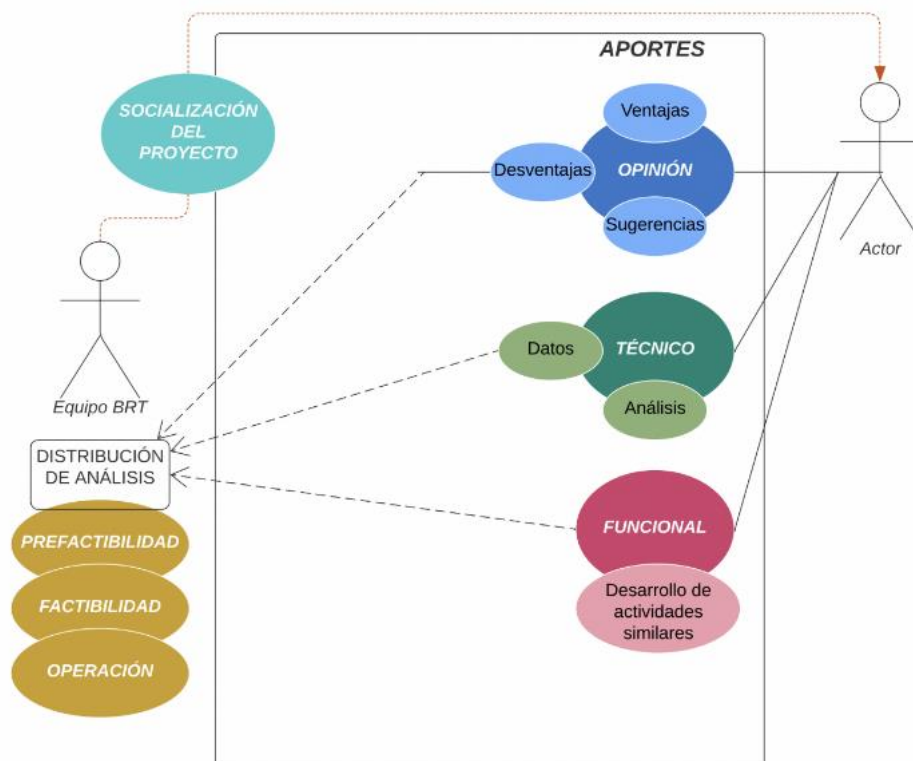 APORTES
SOCIALIZACIÓN
DEL
PROYECTO
Ventajas
Desventajas
OPINIÓN
Sugerencias
Actor
Equipo BRT
Datos
TÉCNICO
Análisis
DISTRIBUCIÓN
DE ANÁLISIS
PREFACTIBILIDAD
FACTIBILIDAD
OPERACIÓN
FUNCIONAL
Desarrollo de
actividades
similares